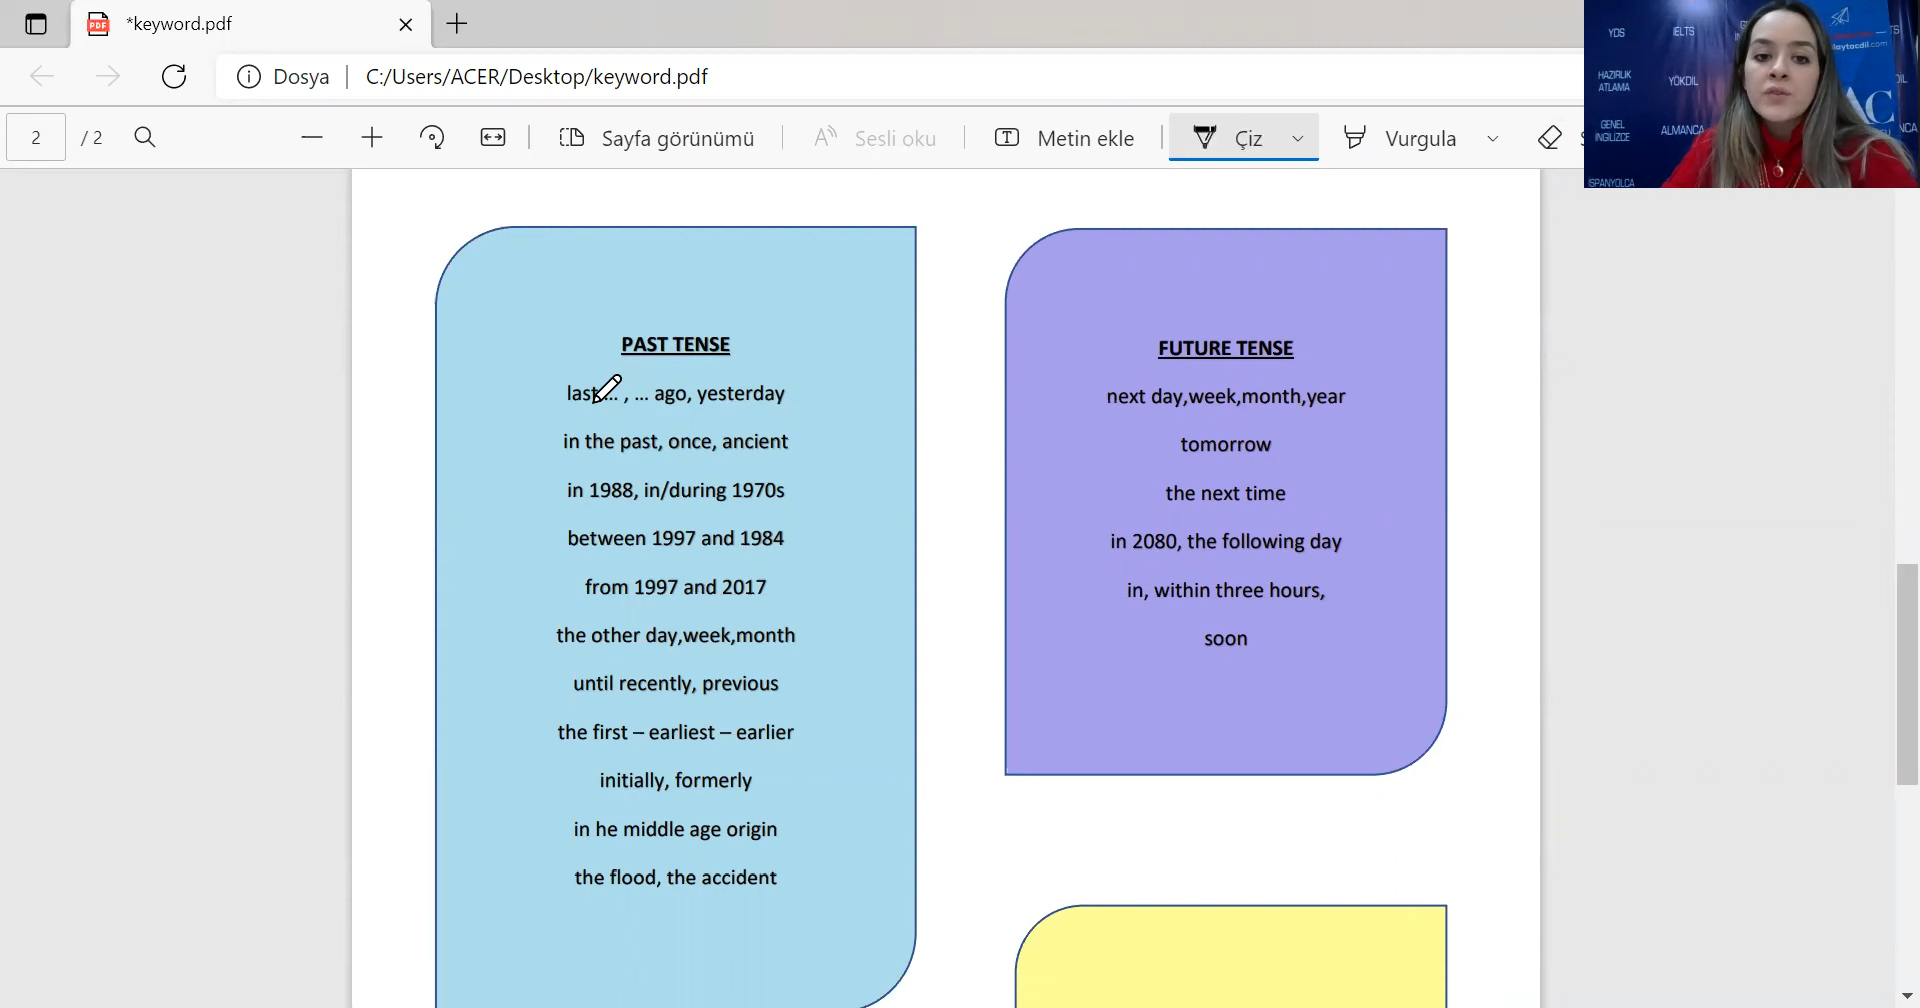 *keyword.pdf
Dosya
C:/Users/ACER/Desktop/keyword.pdf
2 / 2
Sayfa görünümü
Sesli oku
Metin ekle
Çiz
Vurgula
PAST TENSE
last ... , ... ago, yesterday
in the past, once, ancient
in 1988, in/during 1970s
between 1997 and 1984
from 1997 and 2017
the other day,week,month
until recently, previous
the first – earliest – earlier
initially, formerly
in he middle age origin
the flood, the accident
FUTURE TENSE
next day,week,month,year
tomorrow
the next time
in 2080, the following day
in, within three hours,
soon
YDS
IELTS
HAZIRLIK
ATLAMA
YÖKDİL
GENEL
İNGİLİZCE
ALMANCA
İSPANYOLCA